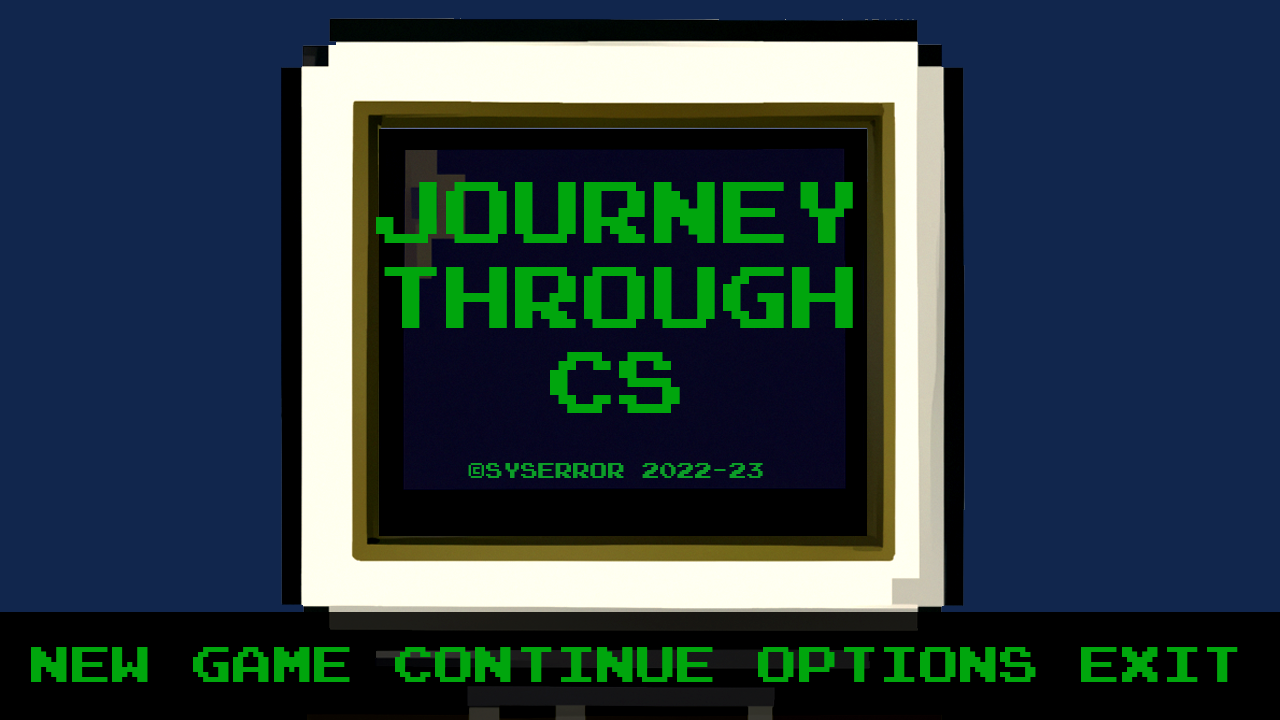 JOURNEY
THROUGH
CS
©SYSERROR 2022-23
NEW GAME CONTINUE OPTIONS EXIT